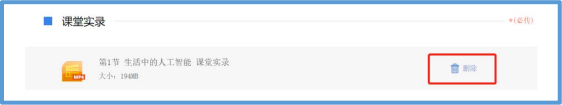 课堂实录
*(必传)
第1节 生活中的人工智能 课堂实录
大小：194MB
MP4
删除